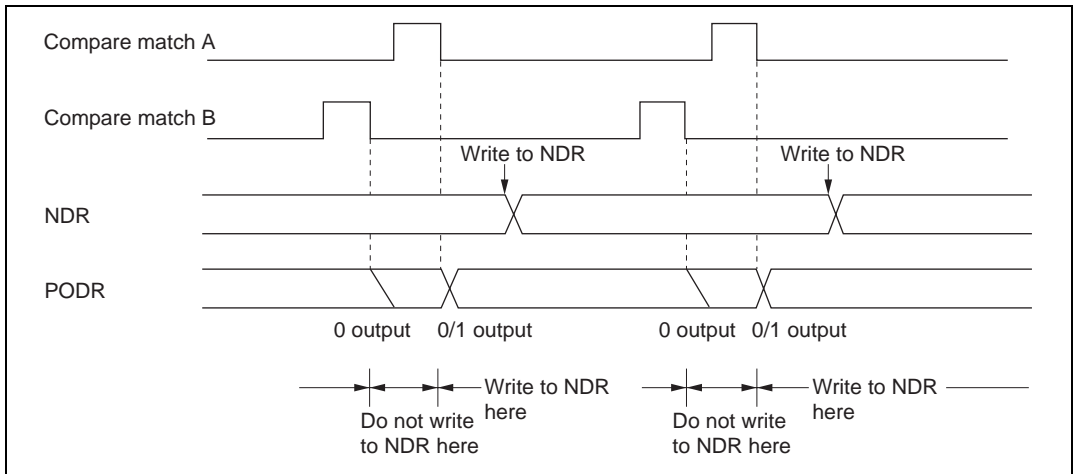 Compare match A
Compare match B
Write to NDR
Write to NDR
NDR
PODR
0 output
0/1 output
0 output
0/1 output
Write to NDR
here
Do not write
to NDR here
Write to NDR
here
Do not write
to NDR here